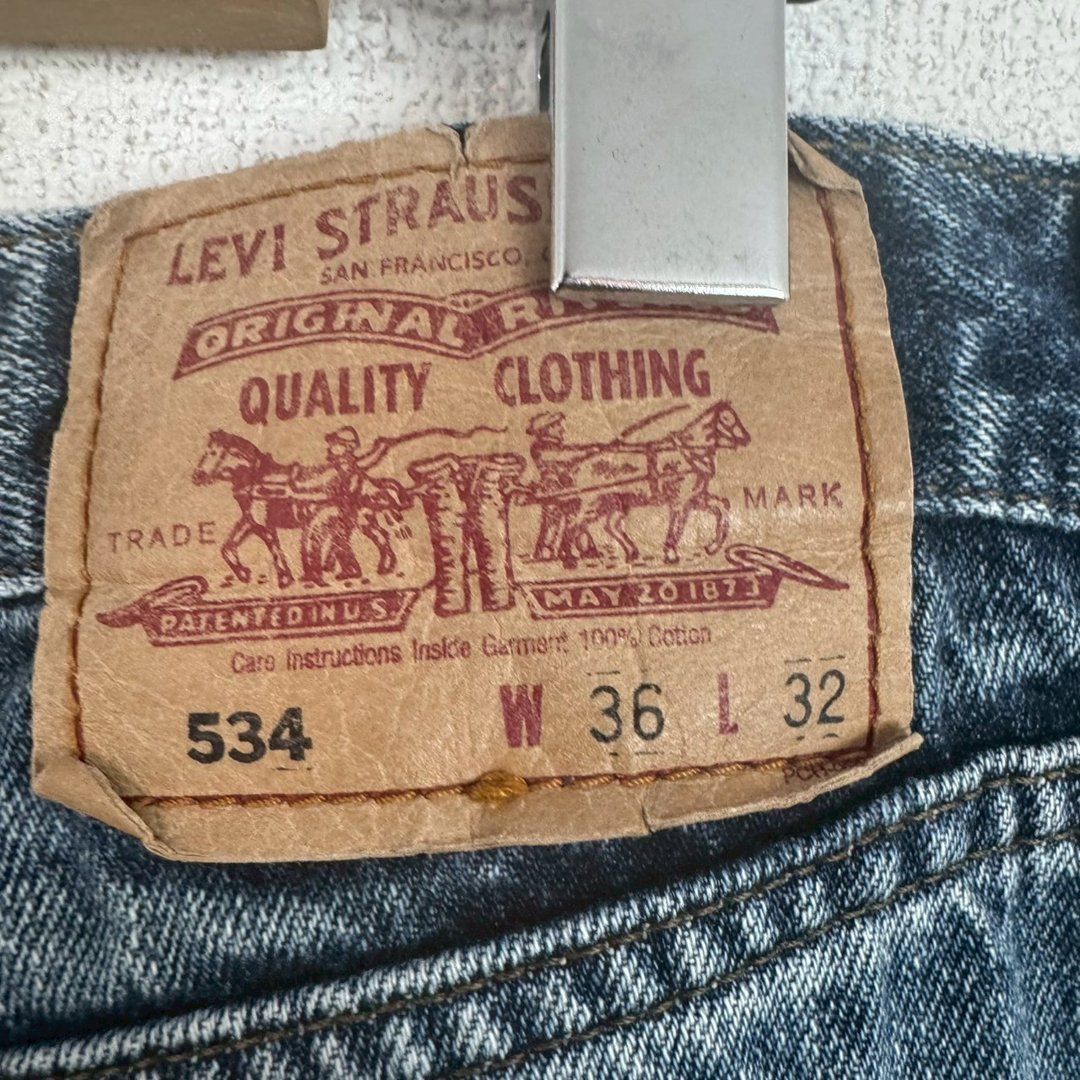 LEVI STRAUS
SAN FRANCISCO,
ORIGINAL
QUALITY CLOTHING
TRADE MARK
PATENTED IN U.S. MAY 20 1873
Care Instructions Inside Garment 100% Cotton
534 W 36 L 32